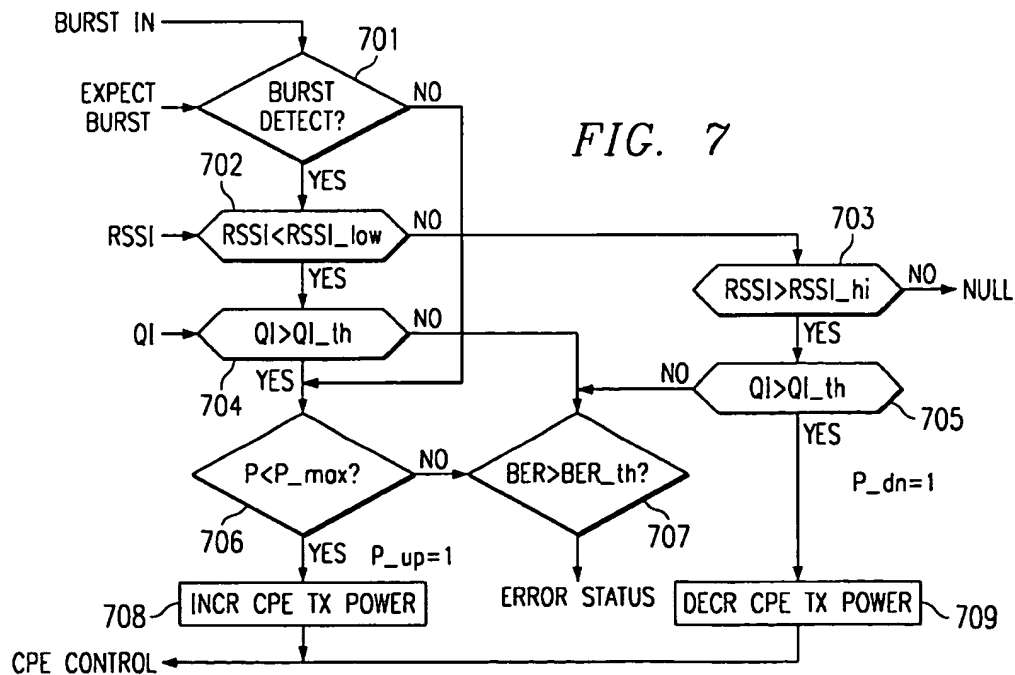 BURST IN
701
EXPECT
BURST
BURST
DETECT?
NO
FIG. 7
702
YES
RSSI
RSSI<RSSI_low
NO
703
YES
RSSI>RSSI_hi
NO
NULL
QI
QI>QI_th
NO
YES
704
YES
NO
QI>QI_th
705
YES
P<P_max?
NO
BER>BER_th?
P_dn=1
706
YES
P_up=1
707
708
INCR CPE TX POWER
ERROR STATUS
DECR CPE TX POWER
709
CPE CONTROL